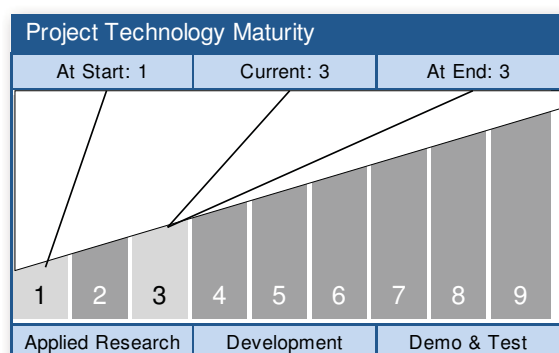 Project Technology Maturity
At Start: 1 Current: 3 At End: 3
1 2 3 4 5 6 7 8 9
Applied Research Development Demo & Test